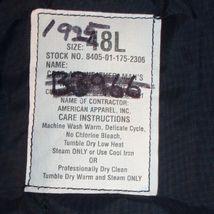 1925
SIZE: 48L
STOCK NO. 8405-01-175-2306
NAME:
B3966
NAME OF CONTRACTOR:
AMERICAN APPAREL, INC.
CARE INSTRUCTIONS
Machine Wash Warm, Delicate Cycle,
No Chlorine Bleach,
Tumble Dry Low Heat
Steam ONLY or Use Cool Iron
OR
Professionally Dry Clean
Tumble Dry Warm and Steam ONLY